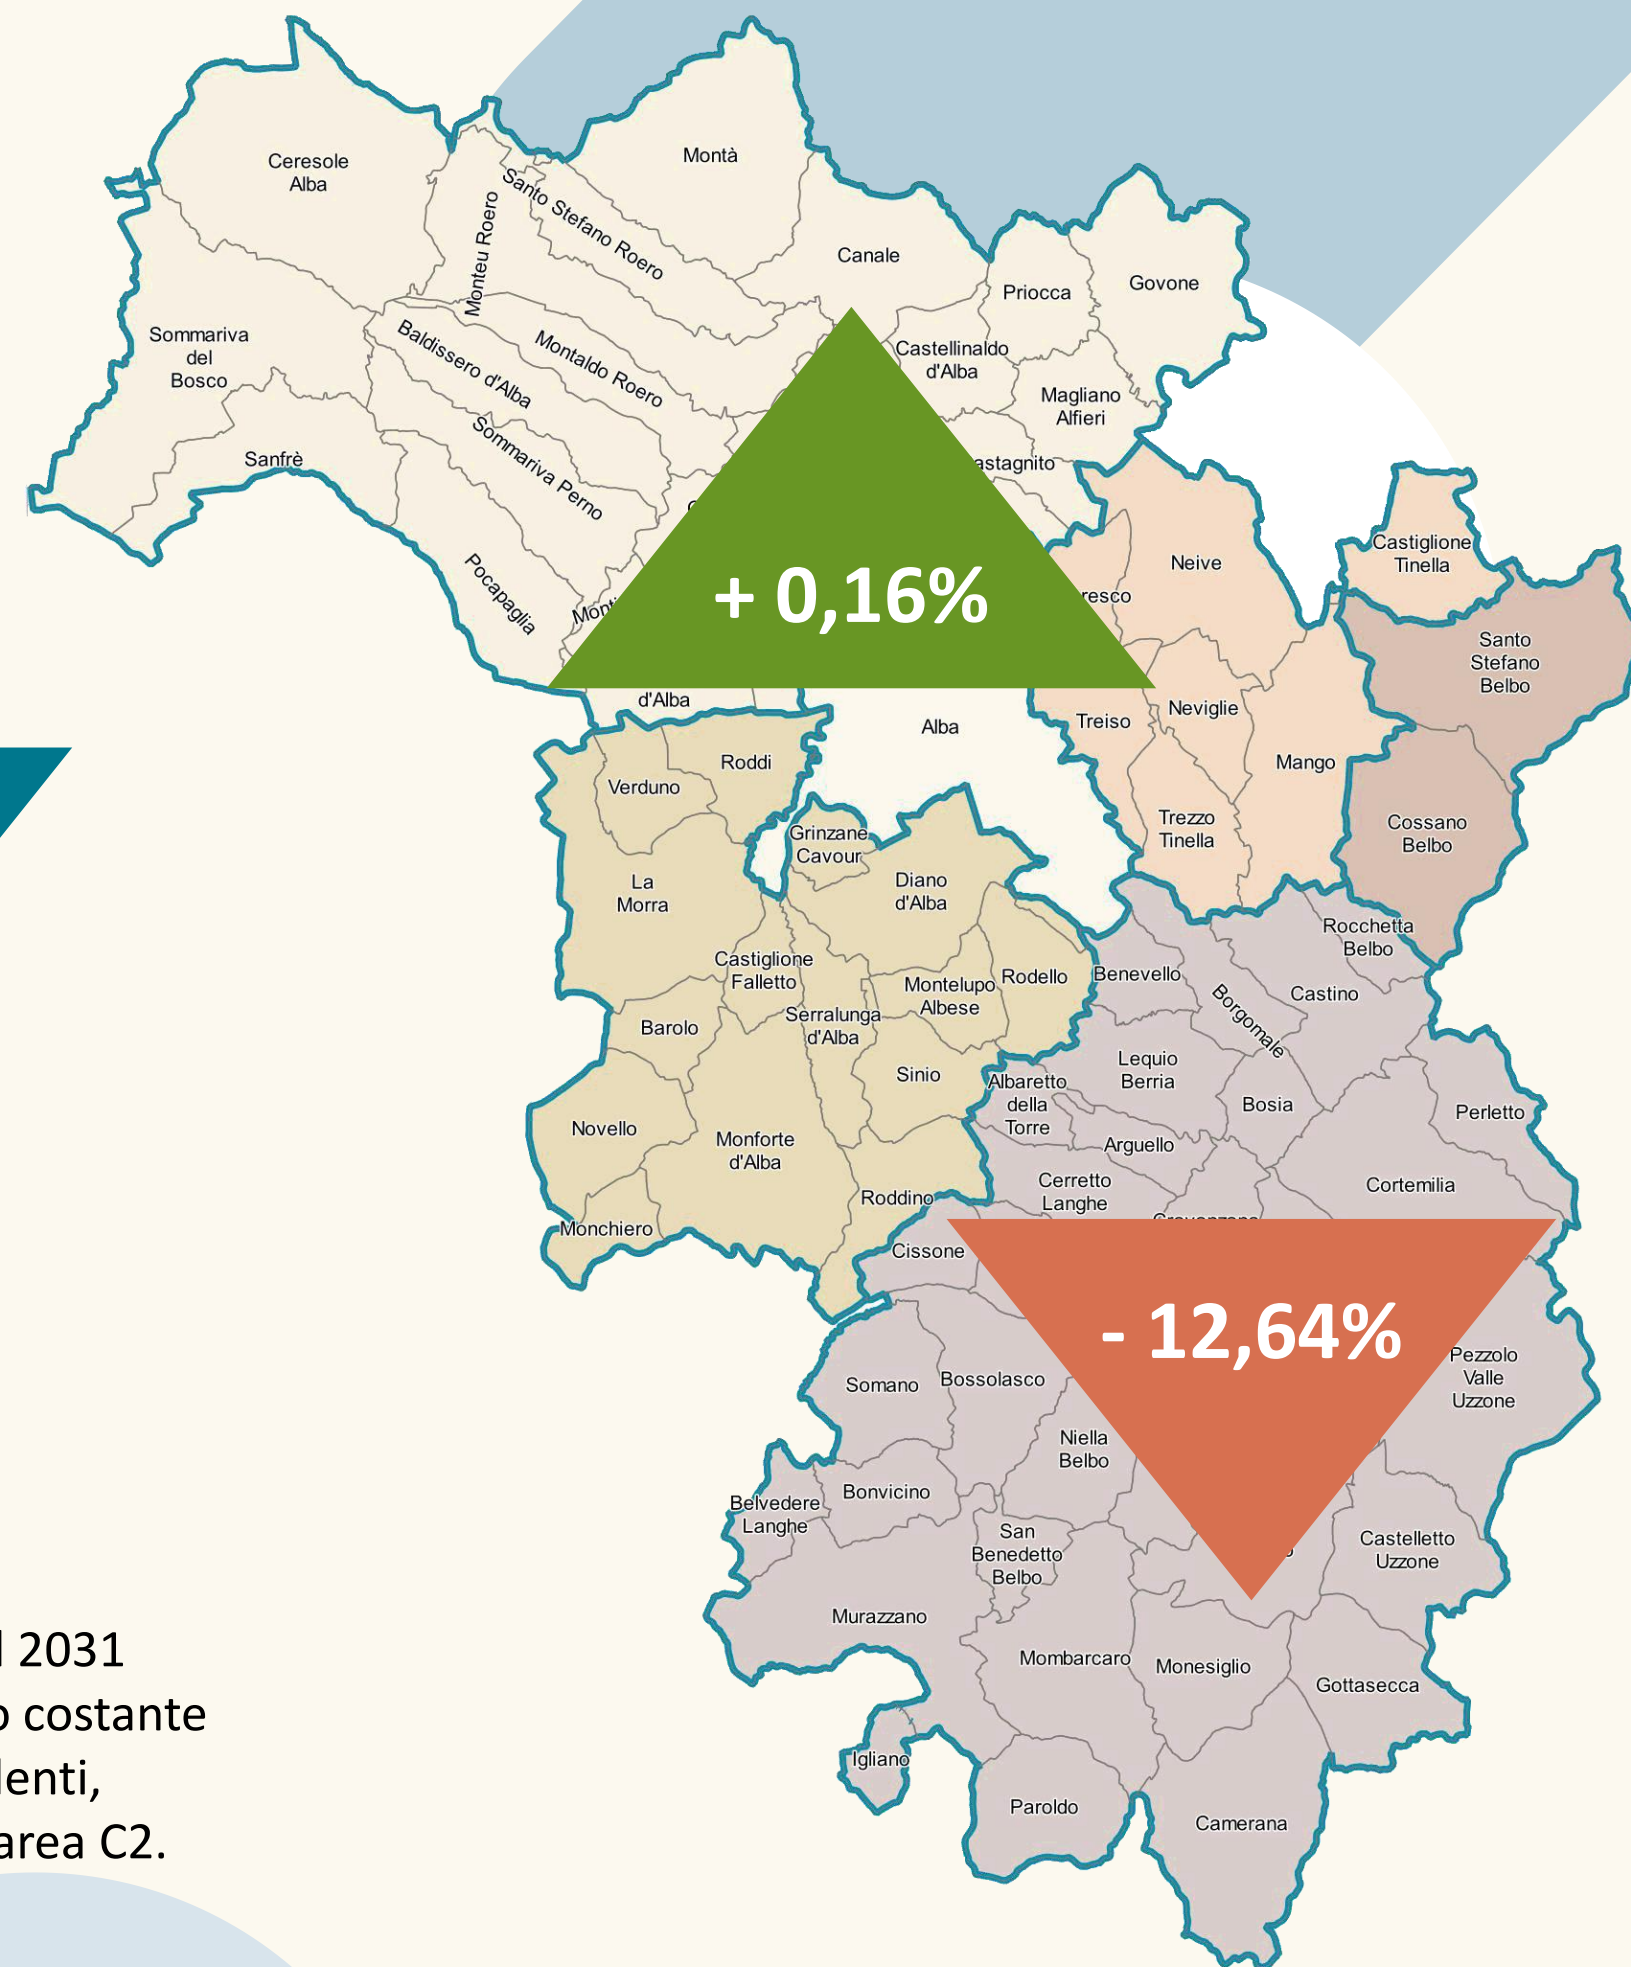 Ceresole
Alba
Montà
Santo Stefano Roero
Monteu Roero
Canale
Priocca
Govone
Sommariva
del
Bosco
Baldissero d'Alba
Montaldo Roero
Castellinaldo
d'Alba
Magliano
Alfieri
Sanfrè
Sommariva Perno
astagnito
Pocapaglia
Monti
+ 0,16%
resco
Neive
Castiglione
Tinella
Santo
Stefano
Belbo
d'Alba
Alba
Treiso
Neviglie
Mango
Verduno
Roddi
Trezzo
Tinella
Cossano
Belbo
Grinzane
Cavour
La
Morra
Diano
d'Alba
Castiglione
Falletto
Montelupo
Albese
Rodello
Benevello
Rocchetta
Belbo
Castino
Borgomale
Barolo
Serralunga
d'Alba
Sinio
Lequio
Berria
Albaretto
della
Torre
Bosia
Perletto
Novello
Monforte
d'Alba
Arguello
Cerretto
Langhe
Cortemilia
Roddino
Monchiero
Cissone
- 12,64%
Somano
Bossolasco
Pezzolo
Valle
Uzzone
Niella
Belbo
Belvedere
Langhe
Bonvicino
San
Benedetto
Belbo
Castelletto
Uzzone
Murazzano
Mombarcaro
Monesiglio
Gottasecca
Igliano
Paroldo
Camerana
2031
o costante
denti,
area C2.